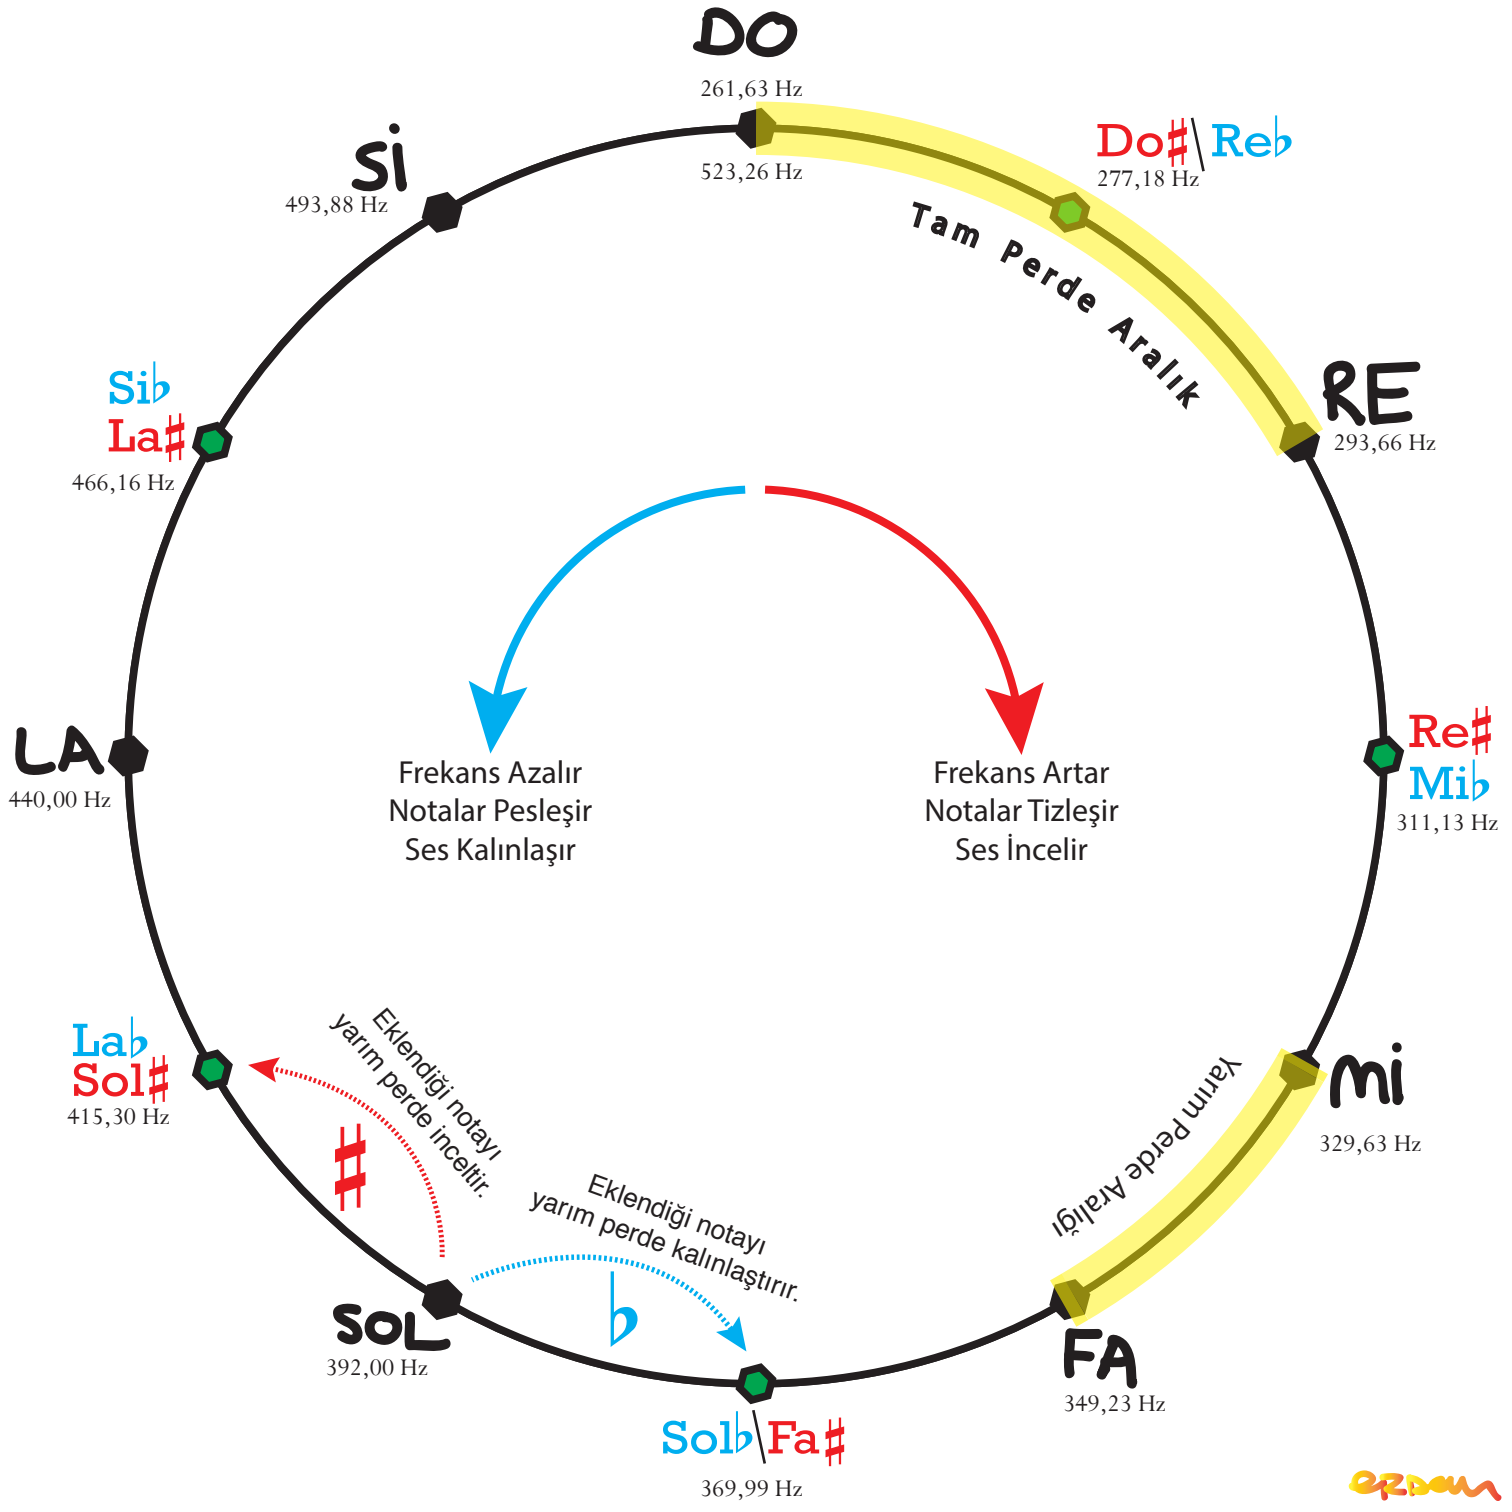 DO
261,63 Hz
523,26 Hz
Do♯\Re♭
277,18 Hz
Tam Perde Aralık
RE
293,66 Hz
Re♯
Mi♭
311,13 Hz
Mi
329,63 Hz
Yarım Perde Aralığı
FA
349,23 Hz
Sol♭\Fa♯
369,99 Hz
SOL
392,00 Hz
♯
Eklendiği notayı
yarım perde inceltir.
♭
Eklendiği notayı
yarım perde kalınlaştırır.
La♭
Sol♯
415,30 Hz
LA
440,00 Hz
Si♭
La♯
466,16 Hz
Sİ
493,88 Hz
Frekans Azalır
Notalar Pesleşir
Ses Kalınlaşır
Frekans Artar
Notalar Tizleşir
Ses İncelir
erdem